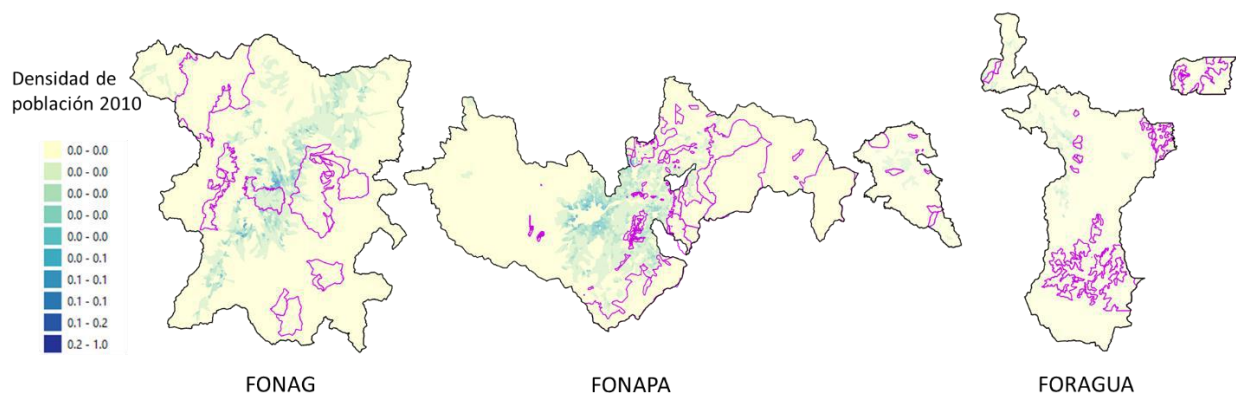 Densidad de
población 2010
0.0 - 0.0
0.0 - 0.0
0.0 - 0.0
0.0 - 0.0
0.0 - 0.0
0.0 - 0.1
0.1 - 0.1
0.1 - 0.1
0.1 - 0.2
0.2 - 1.0
FONAG
FONAPA
FORAGUA